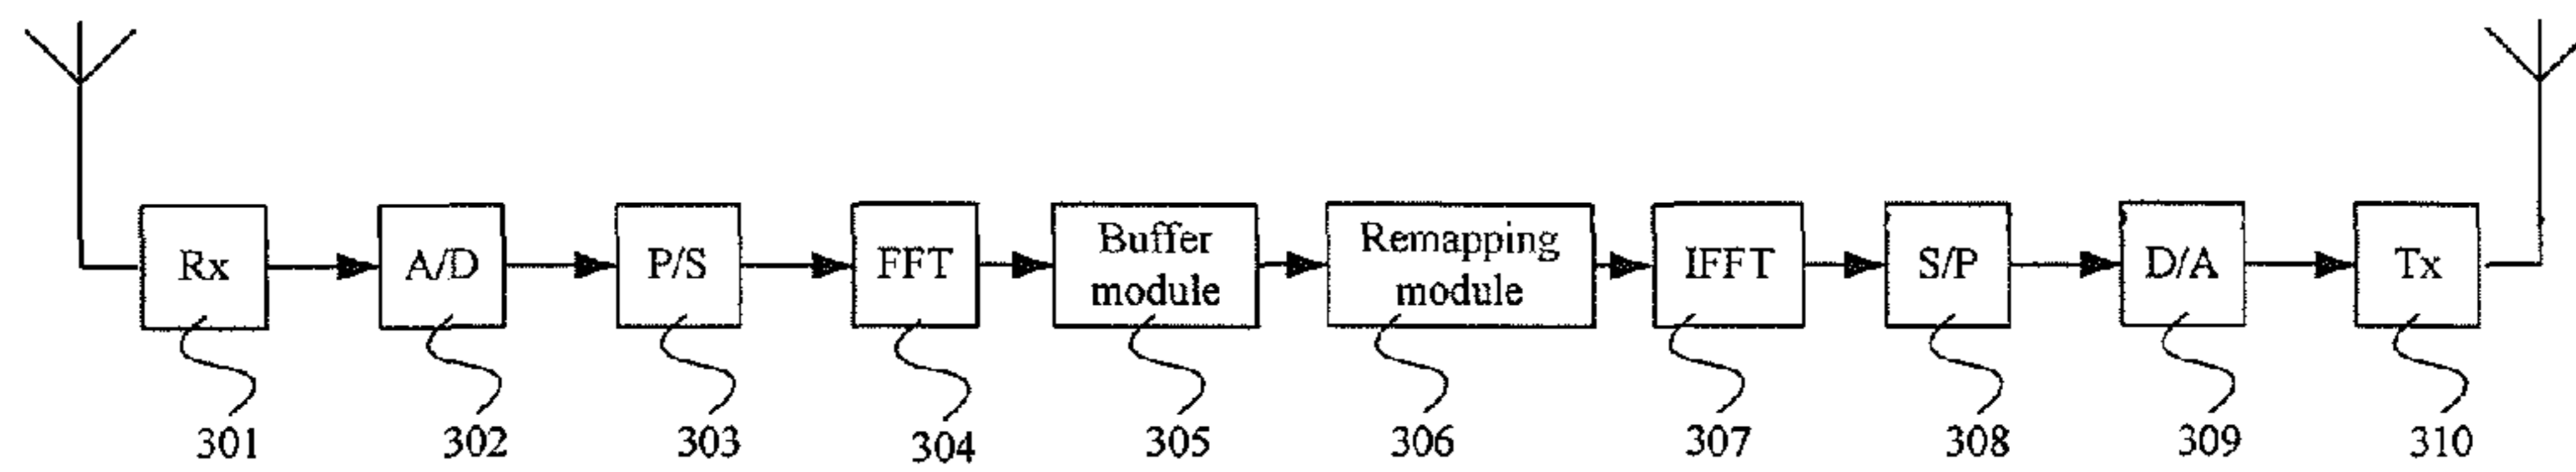 Rx
A/D
P/S
FFT
Buffer
module
Remapping
module
IFFT
S/P
D/A
Tx
301
302
303
304
305
306
307
308
309
310